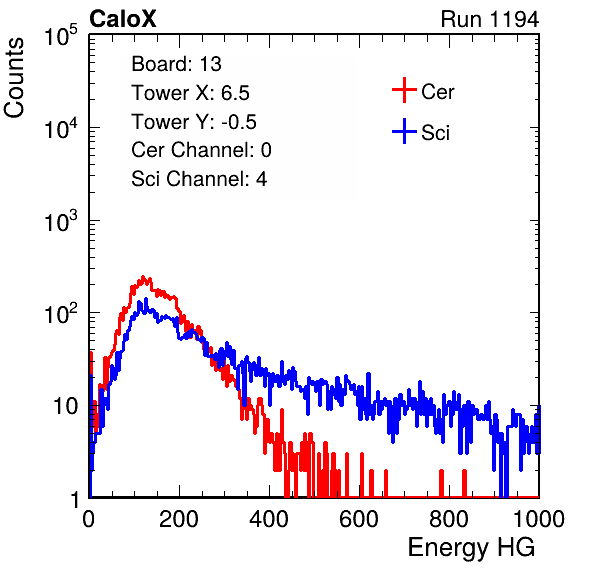 CaloX Run 1194
Counts
10^5
10^4
10^3
10^2
10
1
Board: 13
Tower X: 6.5
Tower Y: -0.5
Cer Channel: 0
Sci Channel: 4
Cer
Sci
0 200 400 600 800 1000
Energy HG